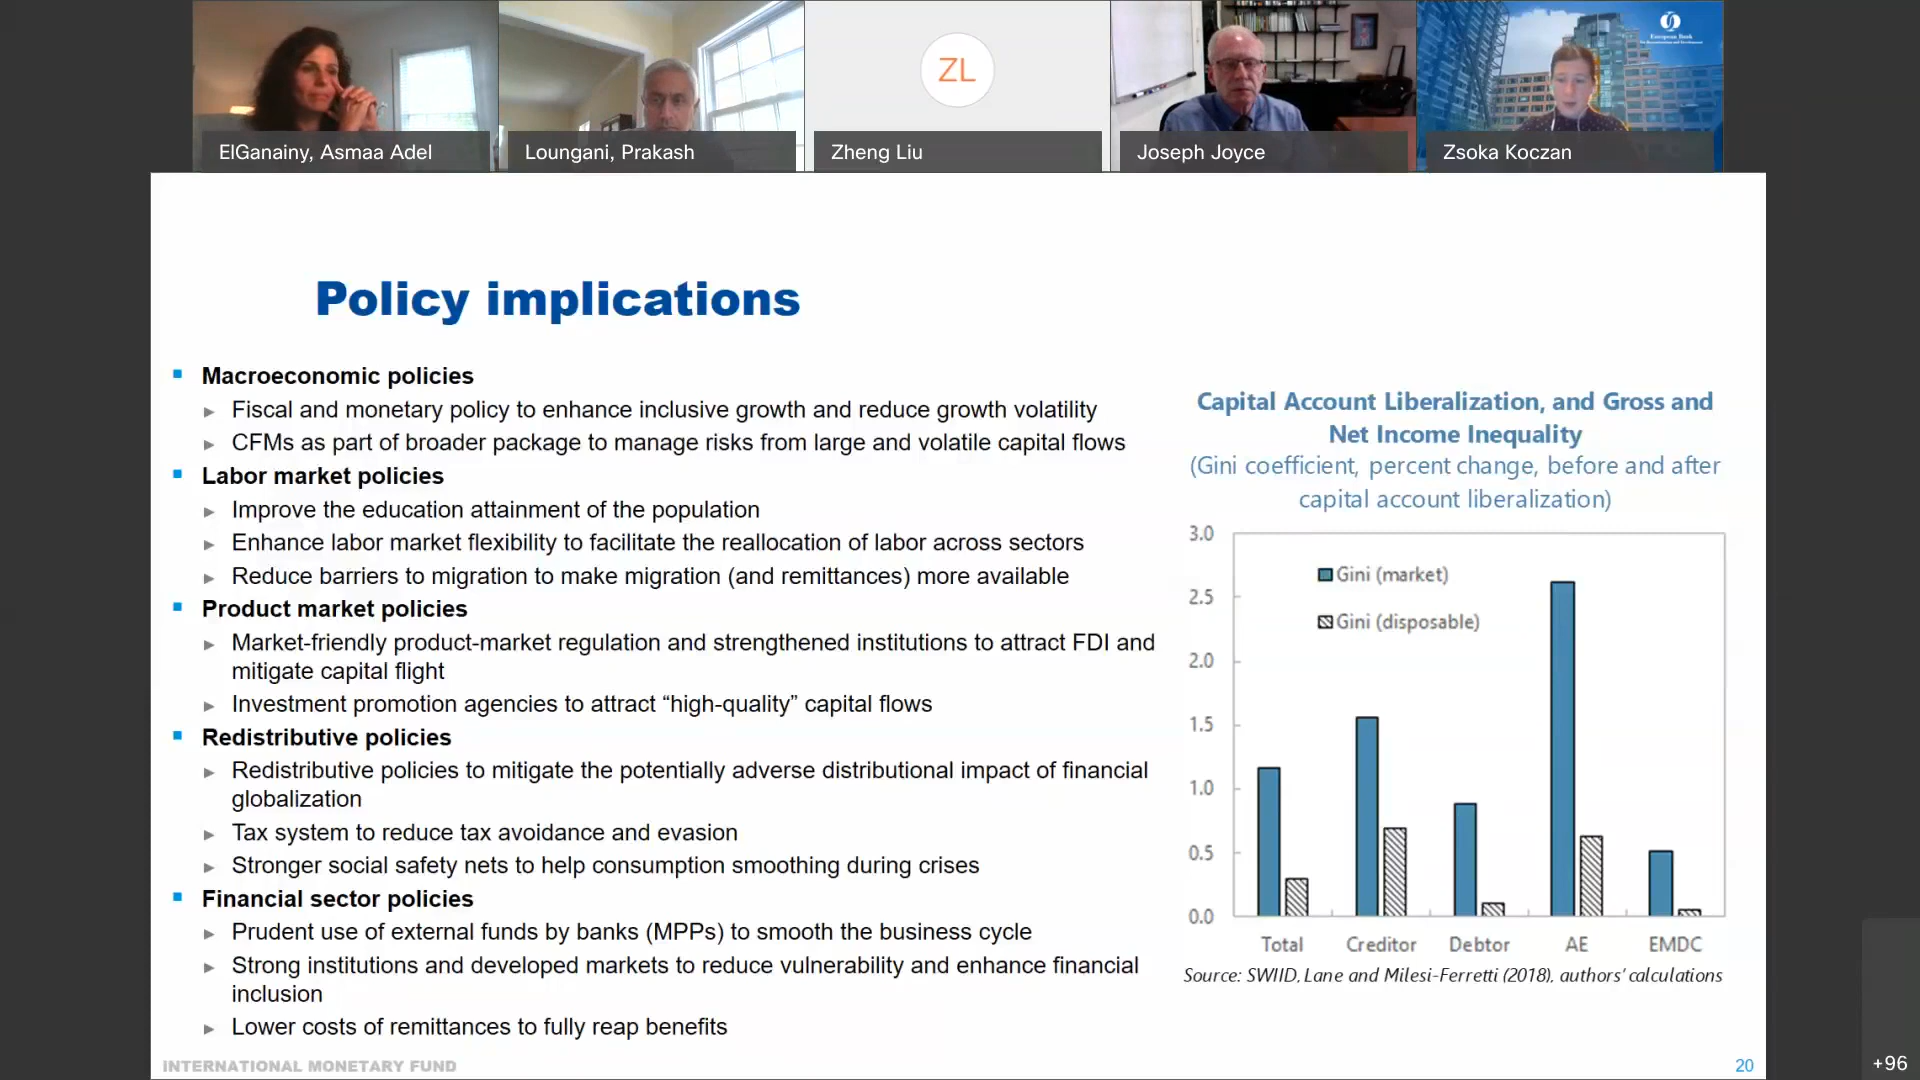 European Bank
ZL
ElGanainy, Asmaa Adel
Loungani, Prakash
Zheng Liu
Joseph Joyce
Zsoka Koczan
Policy implications
Macroeconomic policies
Fiscal and monetary policy to enhance inclusive growth and reduce growth volatility
CFMs as part of broader package to manage risks from large and volatile capital flows
Labor market policies
Improve the education attainment of the population
Enhance labor market flexibility to facilitate the reallocation of labor across sectors
Reduce barriers to migration to make migration (and remittances) more available
Product market policies
Market-friendly product-market regulation and strengthened institutions to attract FDI and
mitigate capital flight
Investment promotion agencies to attract “high-quality” capital flows
Redistributive policies
Redistributive policies to mitigate the potentially adverse distributional impact of financial
globalization
Tax system to reduce tax avoidance and evasion
Stronger social safety nets to help consumption smoothing during crises
Financial sector policies
Prudent use of external funds by banks (MPPs) to smooth the business cycle
Strong institutions and developed markets to reduce vulnerability and enhance financial
inclusion
Lower costs of remittances to fully reap benefits
Capital Account Liberalization, and Gross and
Net Income Inequality
(Gini coefficient, percent change, before and after
capital account liberalization)
3.0
Gini (market)
2.5
Gini (disposable)
2.0
1.5
1.0
0.5
0.0
Total Creditor Debtor AE EMDC
Source: SWIID, Lane and Milesi-Ferretti (2018), authors’ calculations
INTERNATIONAL MONETARY FUND
20
+96